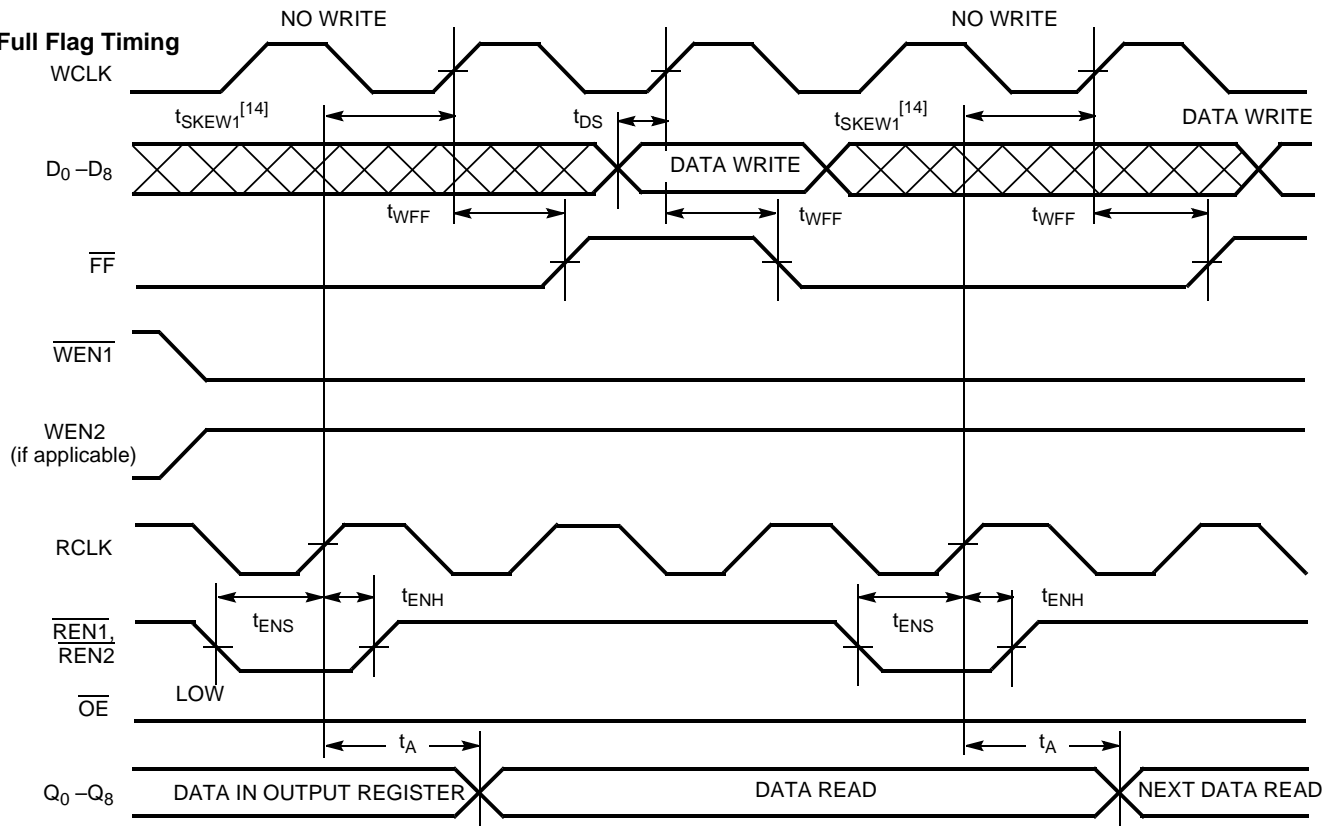 NO WRITE NO WRITE
Full Flag Timing
WCLK
tSKEW1[14] tDS tSKEW1[14] DATA WRITE
D0 –D8 DATA WRITE
tWFF tWFF tWFF
FF
WEN1
WEN2
(if applicable)
RCLK
tENH tENH
tENS tENS
REN1,
REN2
LOW
OE
tA tA
Q0 –Q8 DATA IN OUTPUT REGISTER DATA READ NEXT DATA READ